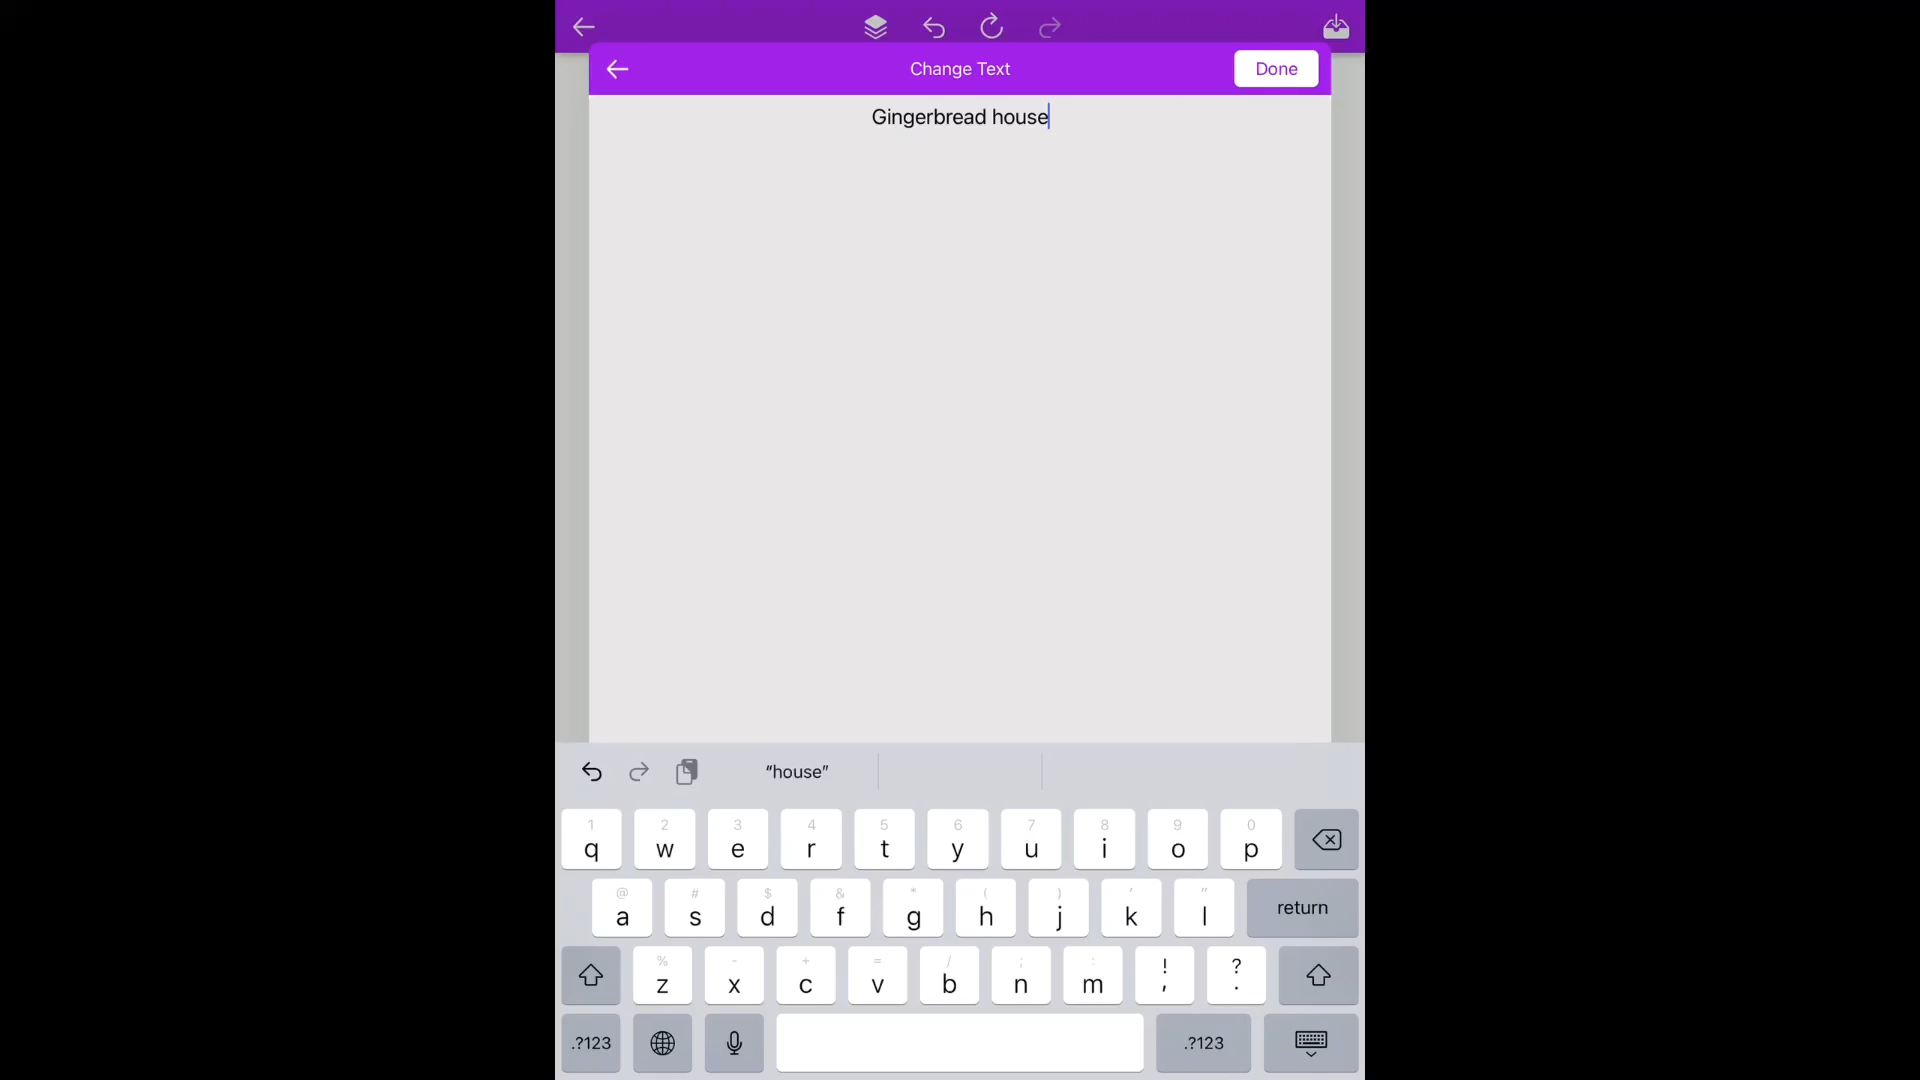 Change Text
Done
Gingerbread house
“house”
1 2 3 4 5 6 7 8 9 0
q w e r t y u i o p
@ # $ & * ( ) ' "
a s d f g h j k l return
% - + = / ; : ! ?
z x c v b n m , .
.?123 .?123